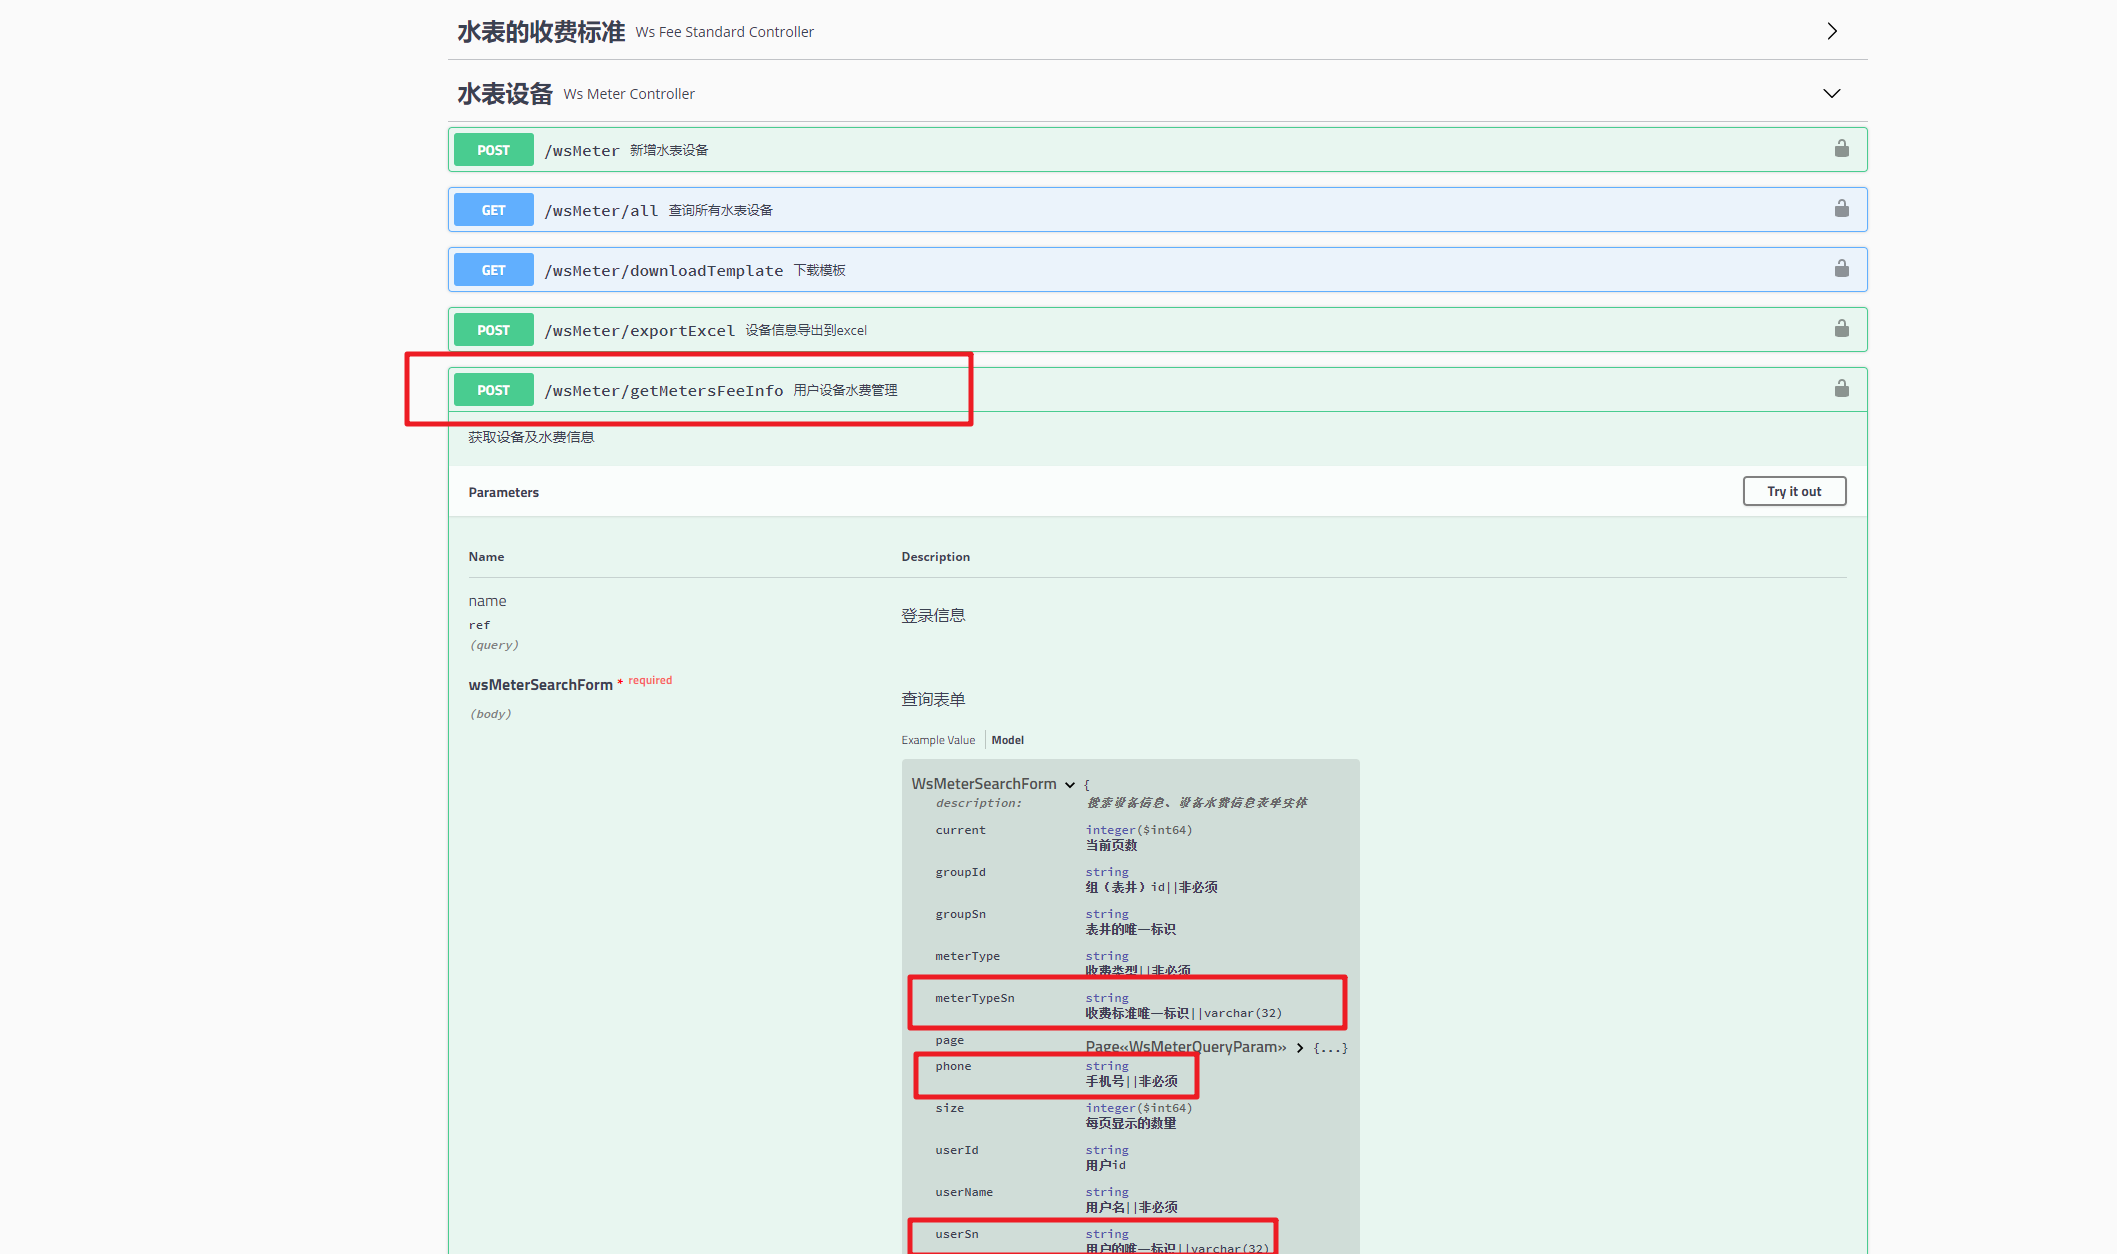 水表的收费标准 Ws Fee Standard Controller
水表设备 Ws Meter Controller
POST /wsMeter 新增水表设备
GET /wsMeter/all 查询所有水表设备
GET /wsMeter/downloadTemplate 下载模板
POST /wsMeter/exportExcel 设备信息导出到excel
POST /wsMeter/getMetersFeeInfo 用户设备水费管理
获取设备及水费信息
Parameters Try it out
Name Description
name
ref
(query)
登录信息
wsMeterSearchForm * required
(body)
查询表单
Example Value Model
WsMeterSearchForm {
description: 搜索设备信息、设备水费信息表单实体
current integer($int64)
当前页数
groupId string
组（表井）id||非必须
groupSn string
表井的唯一标识
meterType string
收费类型||非必须
meterTypeSn string
收费标准唯一标识||varchar(32)
page Page«WsMeterQueryParam» {...}
phone string
手机号||非必须
size integer($int64)
每页显示的数量
userId string
用户id
userName string
用户名||非必须
userSn string
用户的唯一标识||varchar(32)